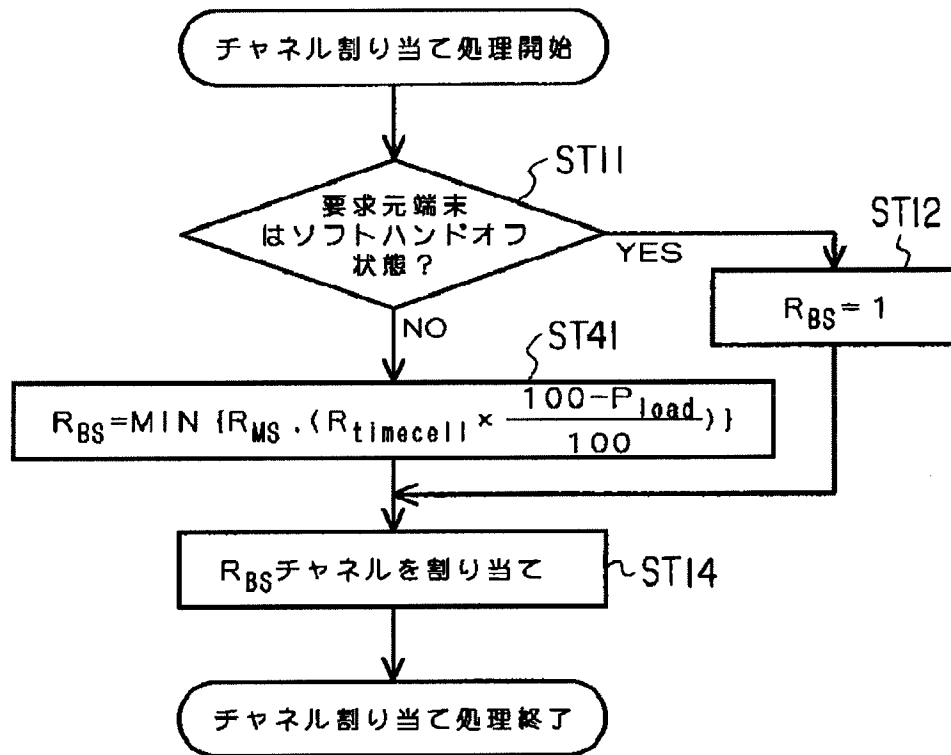 チャネル割り当て処理開始
ST11
要求元端末
はソフトハンドオフ
状態？
YES
ST12
R_BS = 1
NO
ST41
R_BS=MIN {R_MS , (R_timecell × (100-P_load)/100)}
R_BSチャネルを割り当て
ST14
チャネル割り当て処理終了